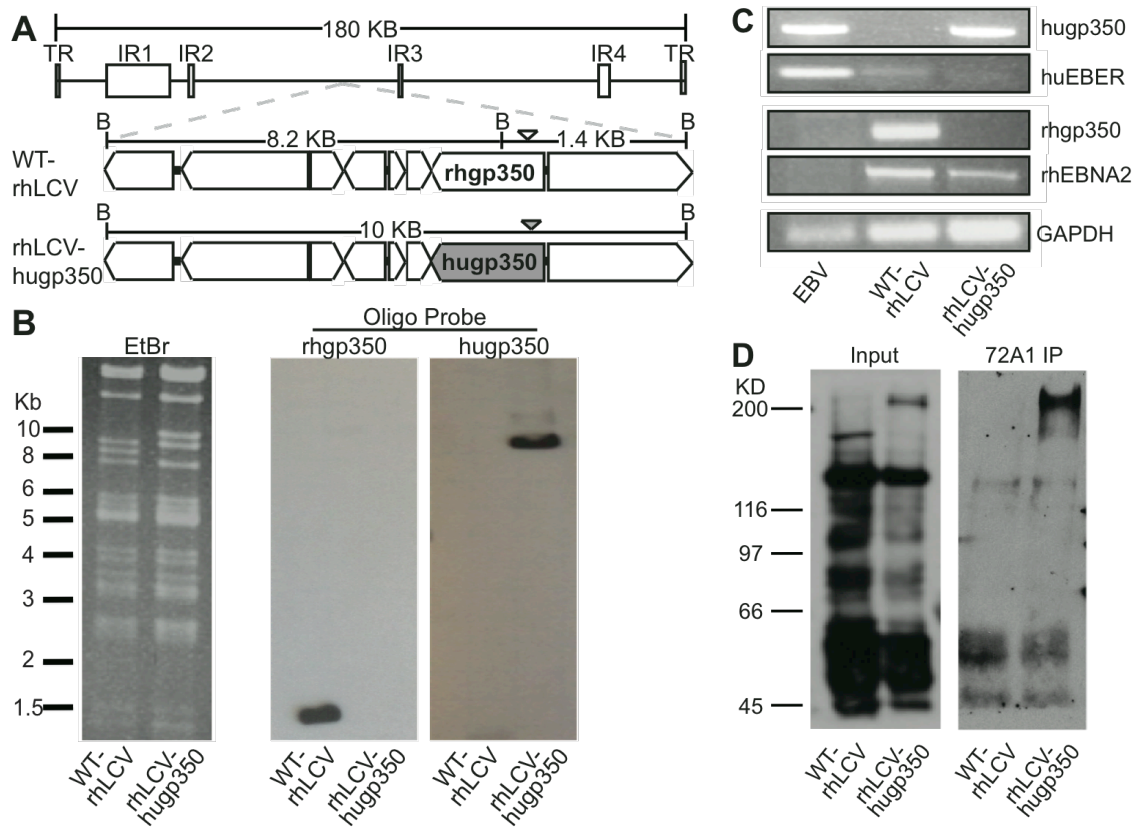 A
180 KB
TR IR1 IR2 IR3 IR4 TR
B B B
8.2 KB 1.4 KB
WT-
rhLCV
rhgp350
B B
10 KB
rhLCV-
hugp350
hugp350
B
Oligo Probe
EtBr rhgp350 hugp350
Kb
10
8
6
5
4
3
2
1.5
WT-
rhLCV
rhLCV-
hugp350
WT-
rhLCV
rhLCV-
hugp350
WT-
rhLCV
rhLCV-
hugp350
C
hugp350
huEBER
rhgp350
rhEBNA2
GAPDH
EBV
WT-
rhLCV
rhLCV-
hugp350
D
Input 72A1 IP
KD
200
116
97
66
45
WT-
rhLCV
rhLCV-
hugp350
WT-
rhLCV
rhLCV-
hugp350